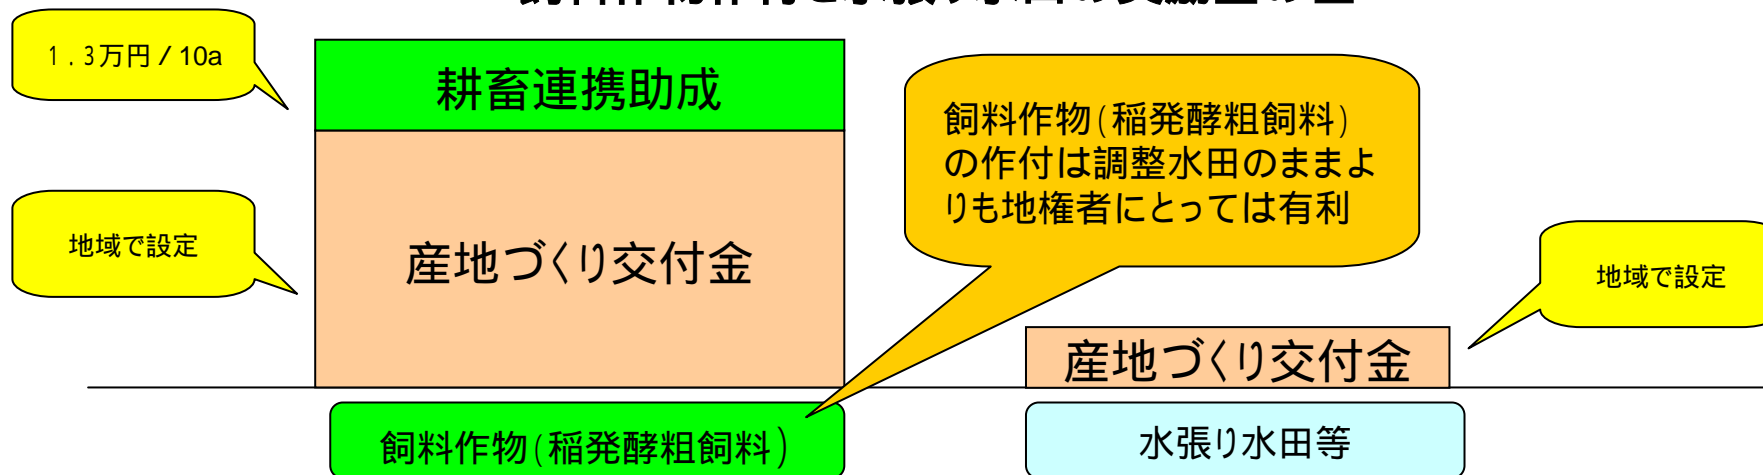 1.3万円/10a
耕畜連携助成
飼料作物(稲発酵粗飼料)
の作付は調整水田のままよ
りも地権者にとっては有利
地域で設定
産地づくり交付金
地域で設定
産地づくり交付金
飼料作物(稲発酵粗飼料)
水張り水田等